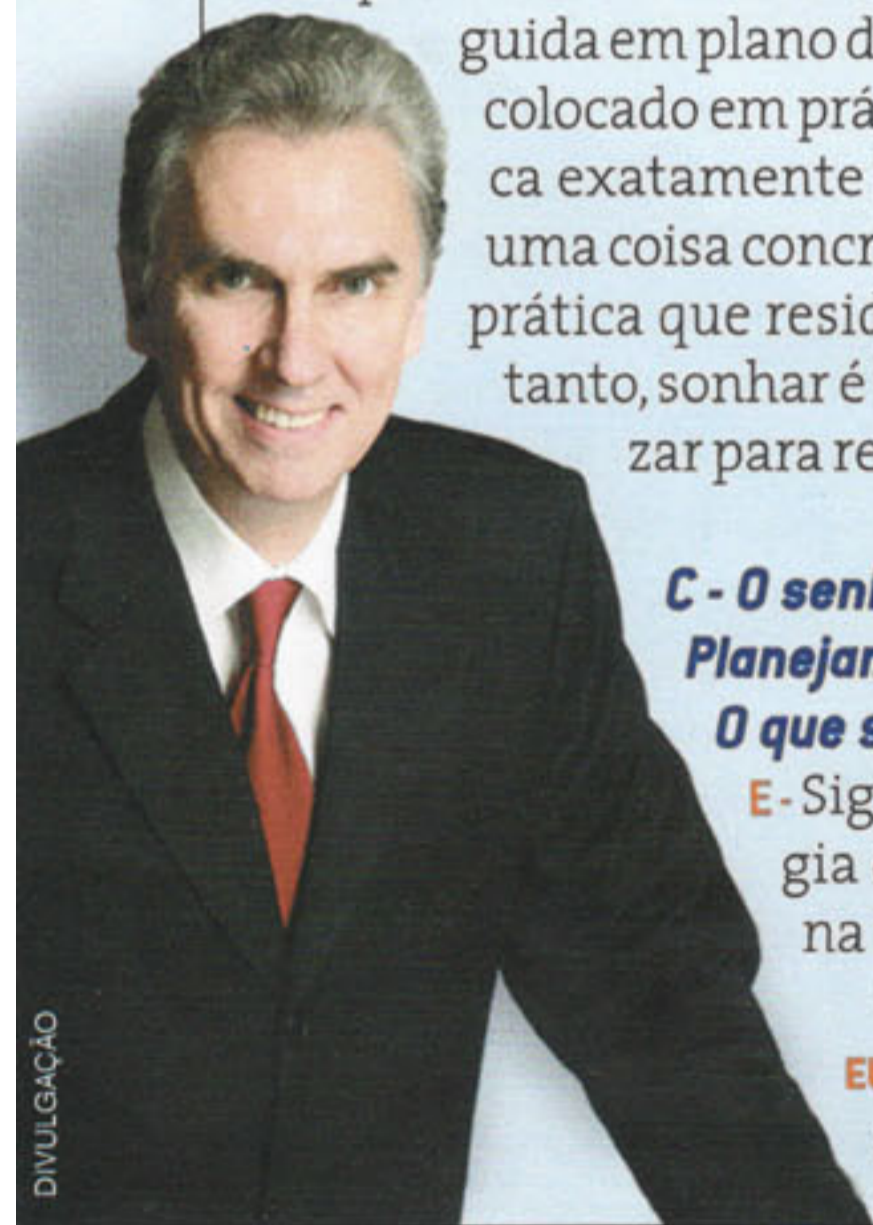 guida em plano d
colocado em prá
ca exatamente
uma coisa concr
prática que resid
tanto, sonhar é
zar para re
C - O sen
Planejar
O que s
E - Sig
gia
na
EU
DIVULGAÇÃO